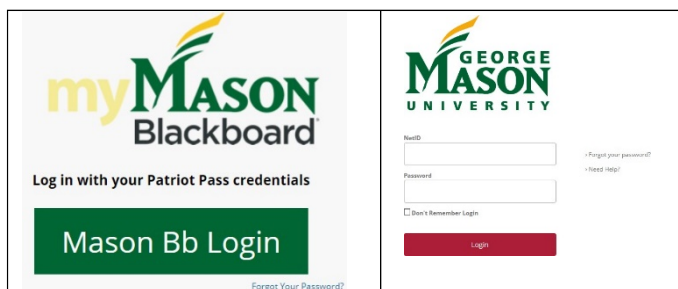 myMASON
Blackboard
Log in with your Patriot Pass credentials
Mason Bb Login
Forgot Your Password?
GEORGE
MASON
UNIVERSITY
NetID
Password
Don't Remember Login
Login
› Forgot your password?
› Need Help?